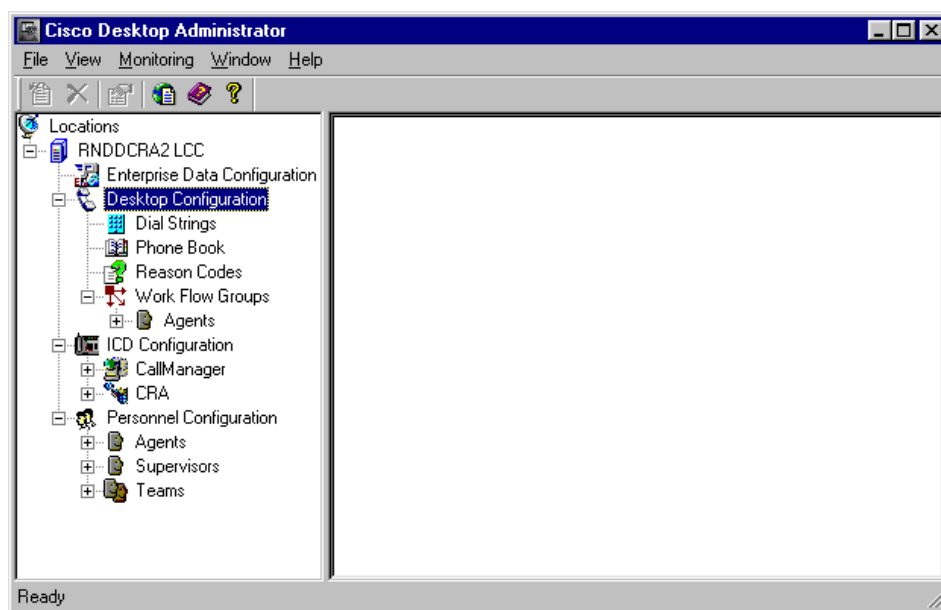 Cisco Desktop Administrator
File View Monitoring Window Help
Locations
RNDDCRA2 LCC
Enterprise Data Configuration
Desktop Configuration
Dial Strings
Phone Book
Reason Codes
Work Flow Groups
Agents
ICD Configuration
CallManager
CRA
Personnel Configuration
Agents
Supervisors
Teams
Ready